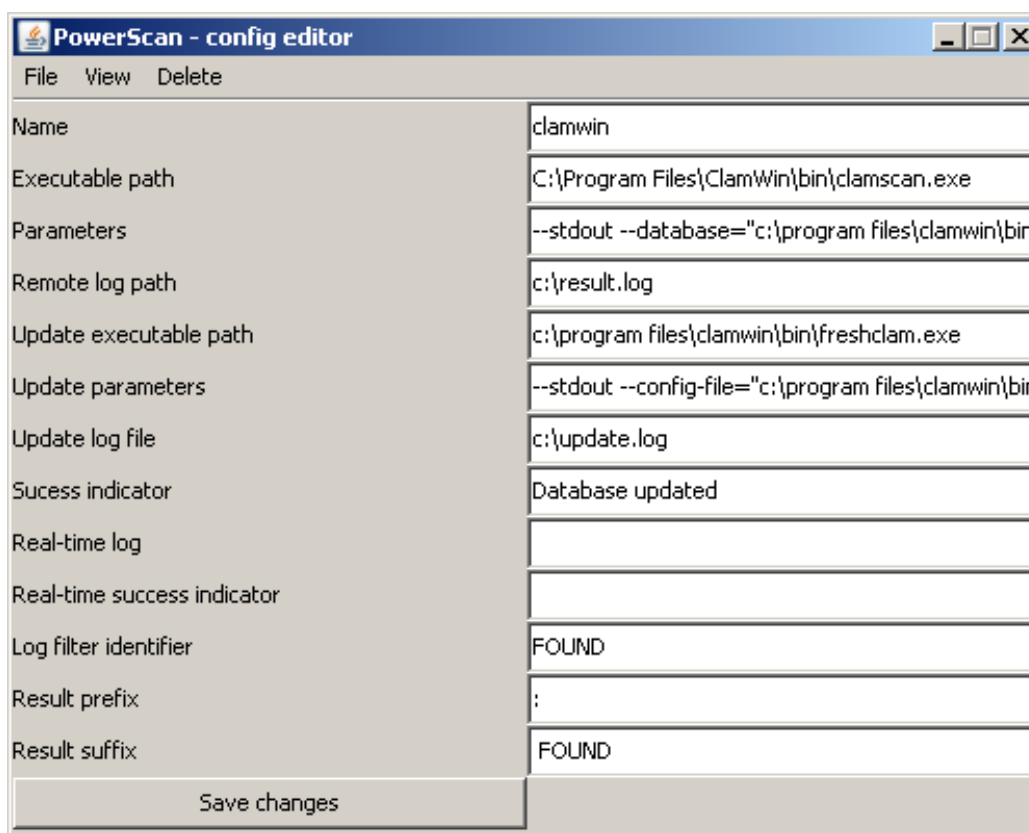 PowerScan - config editor
File View Delete
Name clamwin
Executable path C:\Program Files\ClamWin\bin\clamscan.exe
Parameters --stdout --database="c:\program files\clamwin\bin
Remote log path c:\result.log
Update executable path c:\program files\clamwin\bin\freshclam.exe
Update parameters --stdout --config-file="c:\program files\clamwin\bin
Update log file c:\update.log
Sucess indicator Database updated
Real-time log
Real-time success indicator
Log filter identifier FOUND
Result prefix :
Result suffix FOUND
Save changes